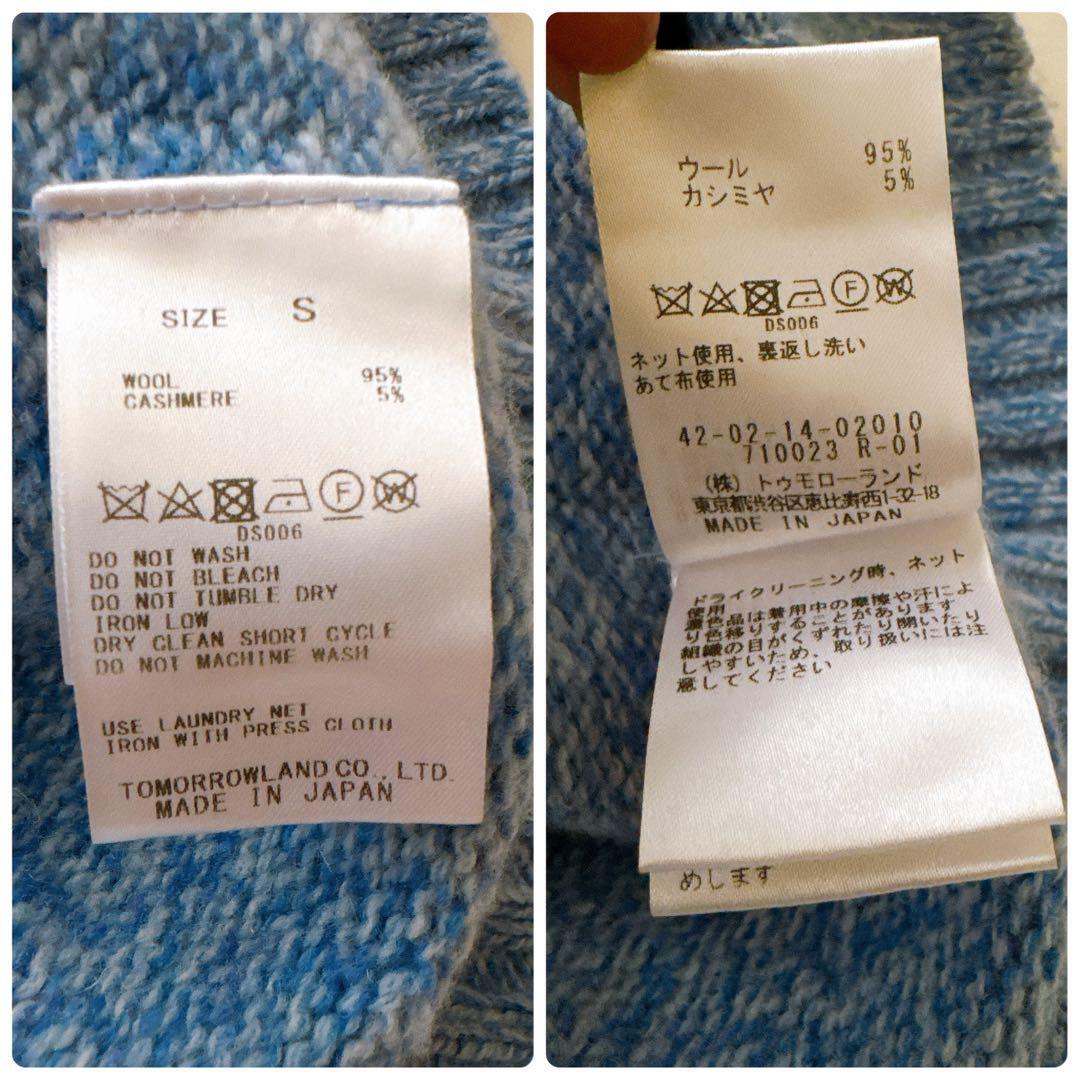 SIZE S
WOOL 95%
CASHMERE 5%
DS006
DO NOT WASH
DO NOT BLEACH
DO NOT TUMBLE DRY
IRON LOW
DRY CLEAN SHORT CYCLE
DO NOT MACHINE WASH
USE LAUNDRY NET
IRON WITH PRESS CLOTH
TOMORROWLAND CO., LTD.
MADE IN JAPAN
ウール 95%
カシミヤ 5%
F W
DS006
ネット使用、裏返し洗い
あて布使用
42-02-14-02010
710023 R-01
(株) トゥモローランド
東京都渋谷区恵比寿西1-32-18
MADE IN JAPAN
ドライクリーニング時、ネット
使用
濃色品は着用中の摩擦や汗によ
り色移りすることがあります
組織の目がくずれたり開いたり
しやすいため、取り扱いには注
意してください
めします